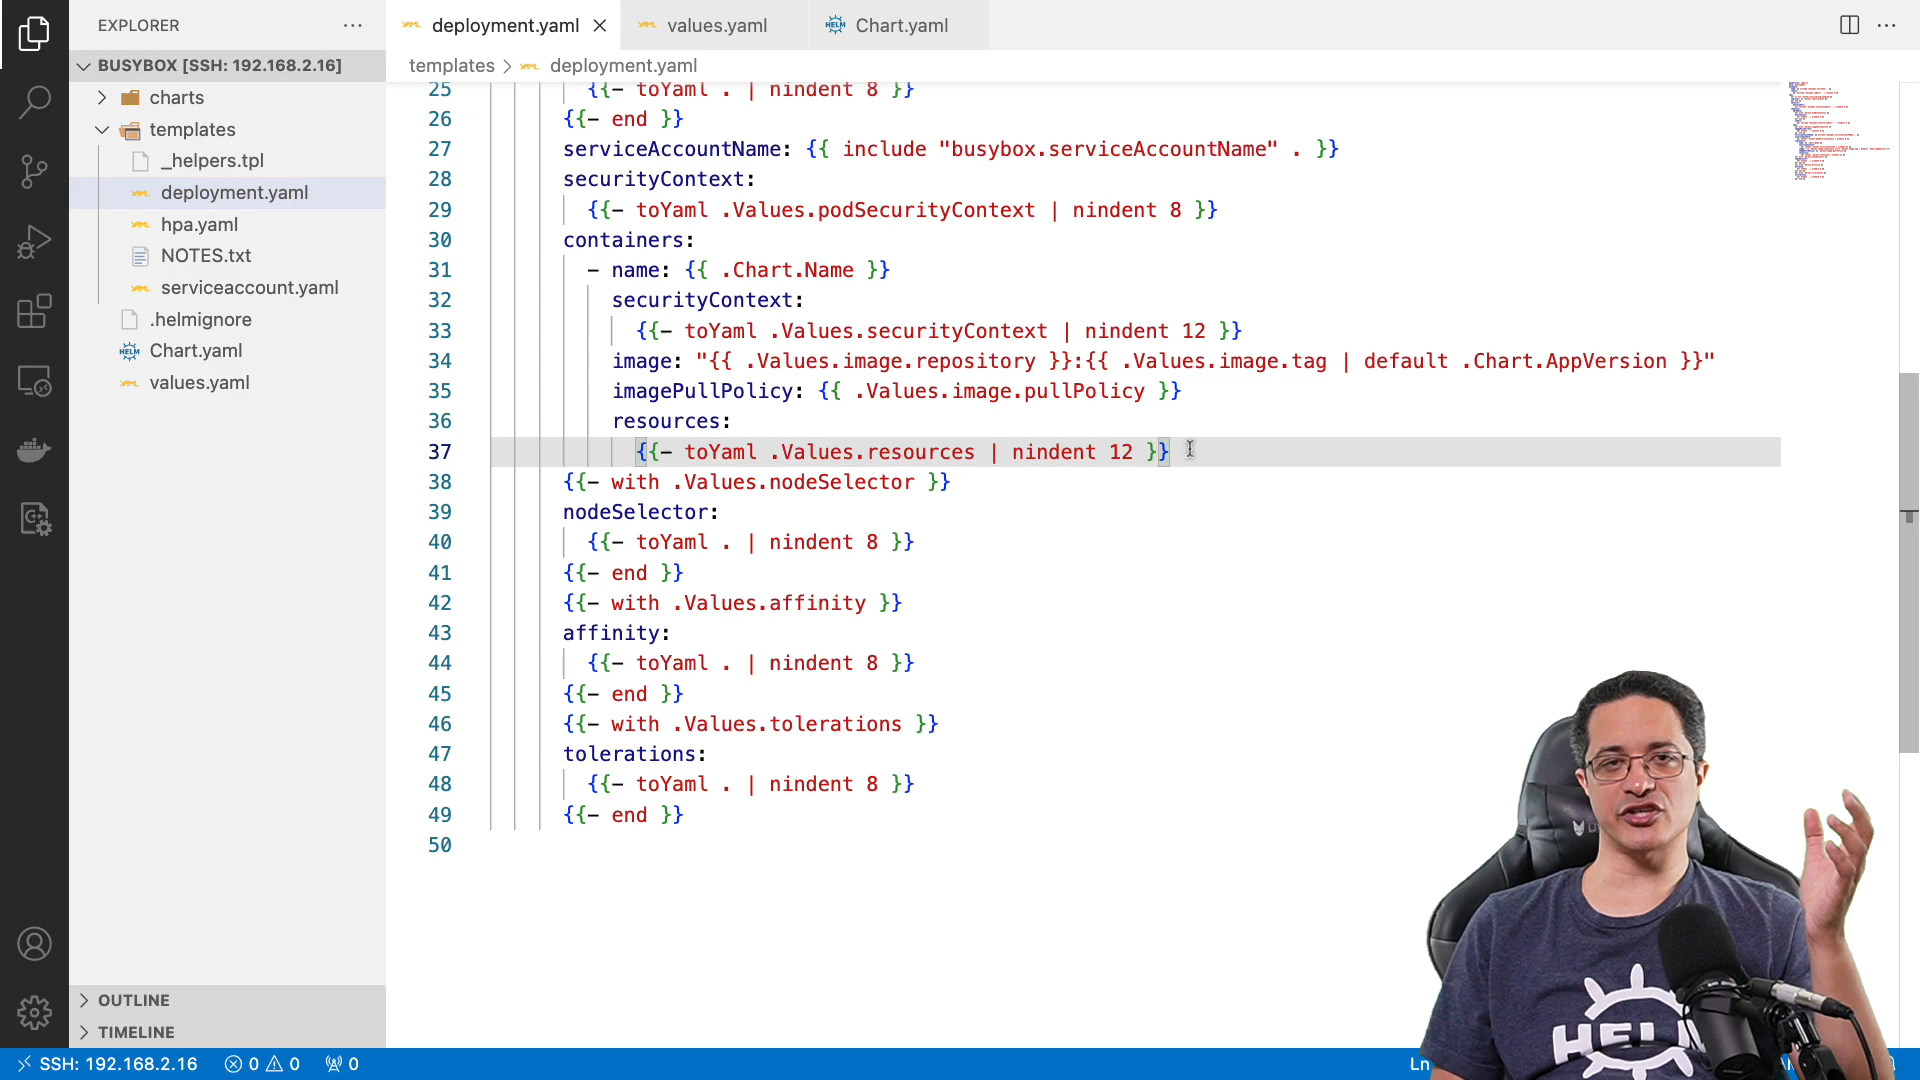 EXPLORER
BUSYBOX [SSH: 192.168.2.16]
charts
templates
_helpers.tpl
deployment.yaml
hpa.yaml
NOTES.txt
serviceaccount.yaml
.helmignore
HELM Chart.yaml
values.yaml
OUTLINE
TIMELINE
deployment.yaml
values.yaml
HELM Chart.yaml
templates > deployment.yaml
25 {{- toYaml . | nindent 8 }}
26 {{- end }}
27 serviceAccountName: {{ include "busybox.serviceAccountName" . }}
28 securityContext:
29 {{- toYaml .Values.podSecurityContext | nindent 8 }}
30 containers:
31 - name: {{ .Chart.Name }}
32 securityContext:
33 {{- toYaml .Values.securityContext | nindent 12 }}
34 image: "{{ .Values.image.repository }}:{{ .Values.image.tag | default .Chart.AppVersion }}"
35 imagePullPolicy: {{ .Values.image.pullPolicy }}
36 resources:
37 {{- toYaml .Values.resources | nindent 12 }}
38 {{- with .Values.nodeSelector }}
39 nodeSelector:
40 {{- toYaml . | nindent 8 }}
41 {{- end }}
42 {{- with .Values.affinity }}
43 affinity:
44 {{- toYaml . | nindent 8 }}
45 {{- end }}
46 {{- with .Values.tolerations }}
47 tolerations:
48 {{- toYaml . | nindent 8 }}
49 {{- end }}
50
HELM
SSH: 192.168.2.16 0 0 0
Ln